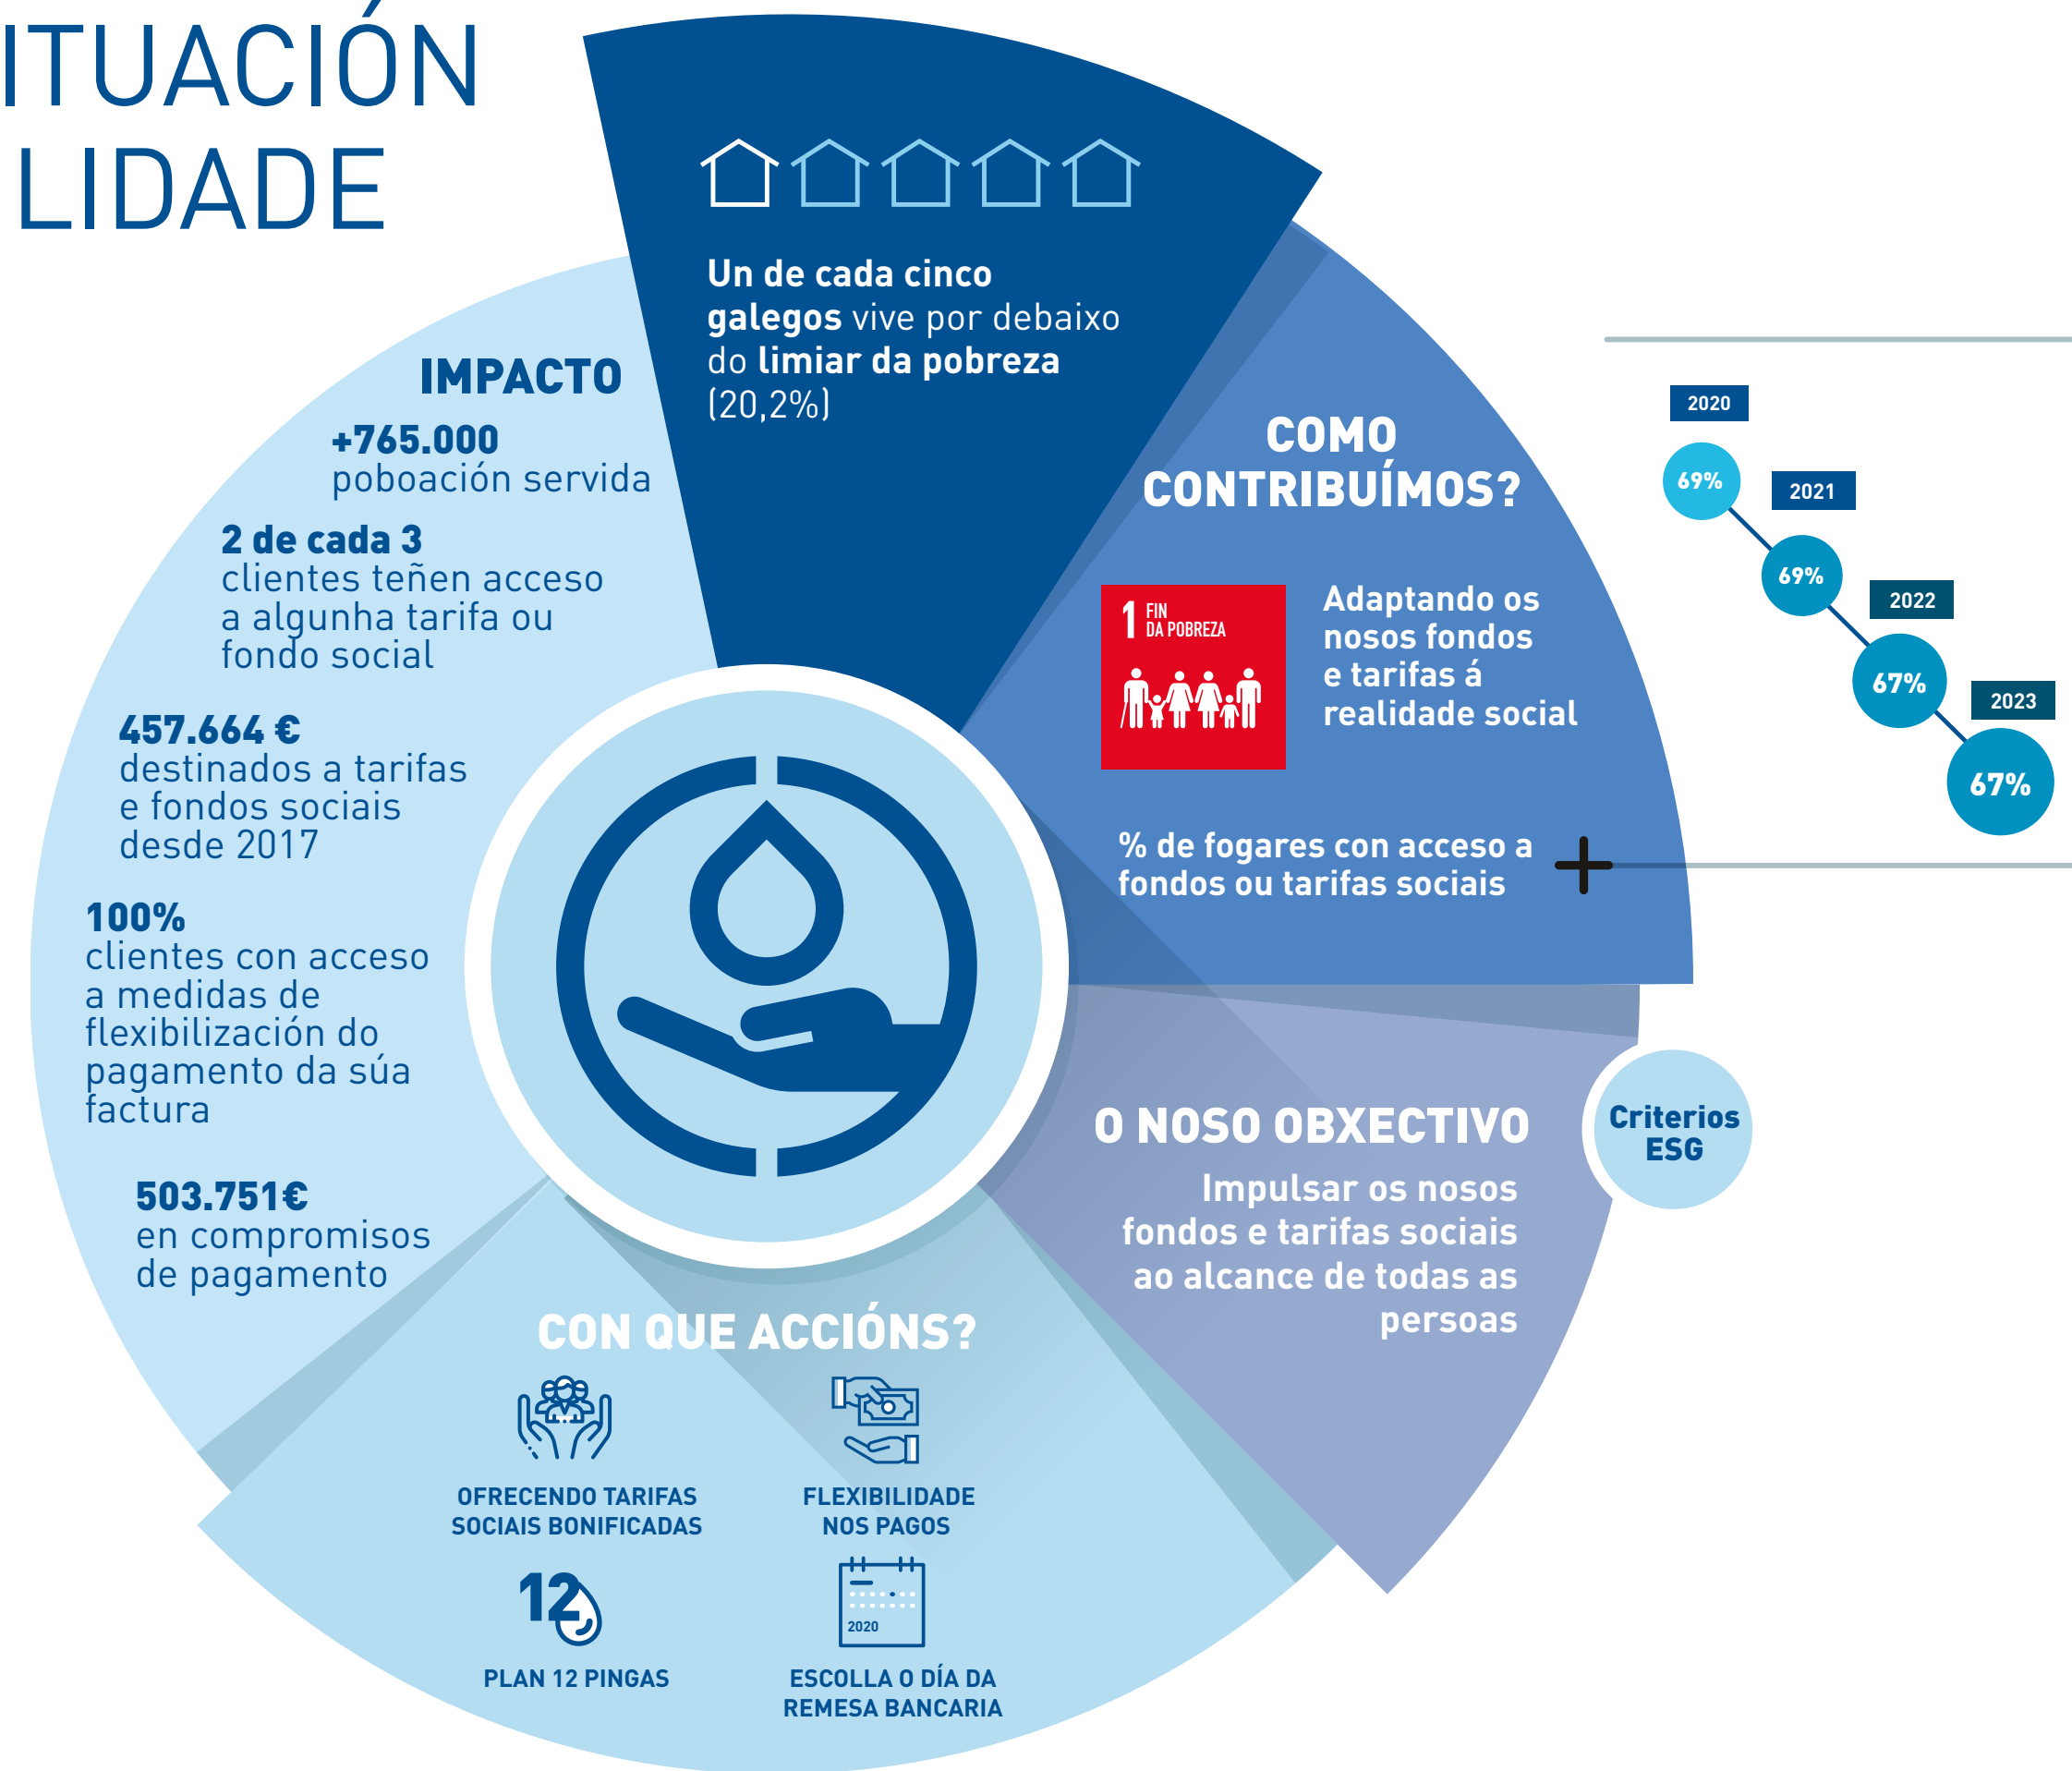 ITUACIÓN
LIDADE
Un de cada cinco
galegos vive por debaixo
do limiar da pobreza
(20,2%)
IMPACTO
+765.000
poboación servida
2 de cada 3
clientes teñen acceso
a algunha tarifa ou
fondo social
457.664 €
destinados a tarifas
e fondos sociais
desde 2017
100%
clientes con acceso
a medidas de
flexibilización do
pagamento da súa
factura
503.751€
en compromisos
de pagamento
COMO
CONTRIBUÍMOS?
1 FIN
DA POBREZA
Adaptando os
nosos fondos
e tarifas á
realidade social
% de fogares con acceso a
fondos ou tarifas sociais
2020
69%
2021
69%
2022
67%
2023
67%
O NOSO OBXECTIVO
Impulsar os nosos
fondos e tarifas sociais
ao alcance de todas as
persoas
Criterios
ESG
CON QUE ACCIÓNS?
OFRECENDO TARIFAS
SOCIAIS BONIFICADAS
FLEXIBILIDADE
NOS PAGOS
12
PLAN 12 PINGAS
2020
ESCOLLA O DÍA DA
REMESA BANCARIA